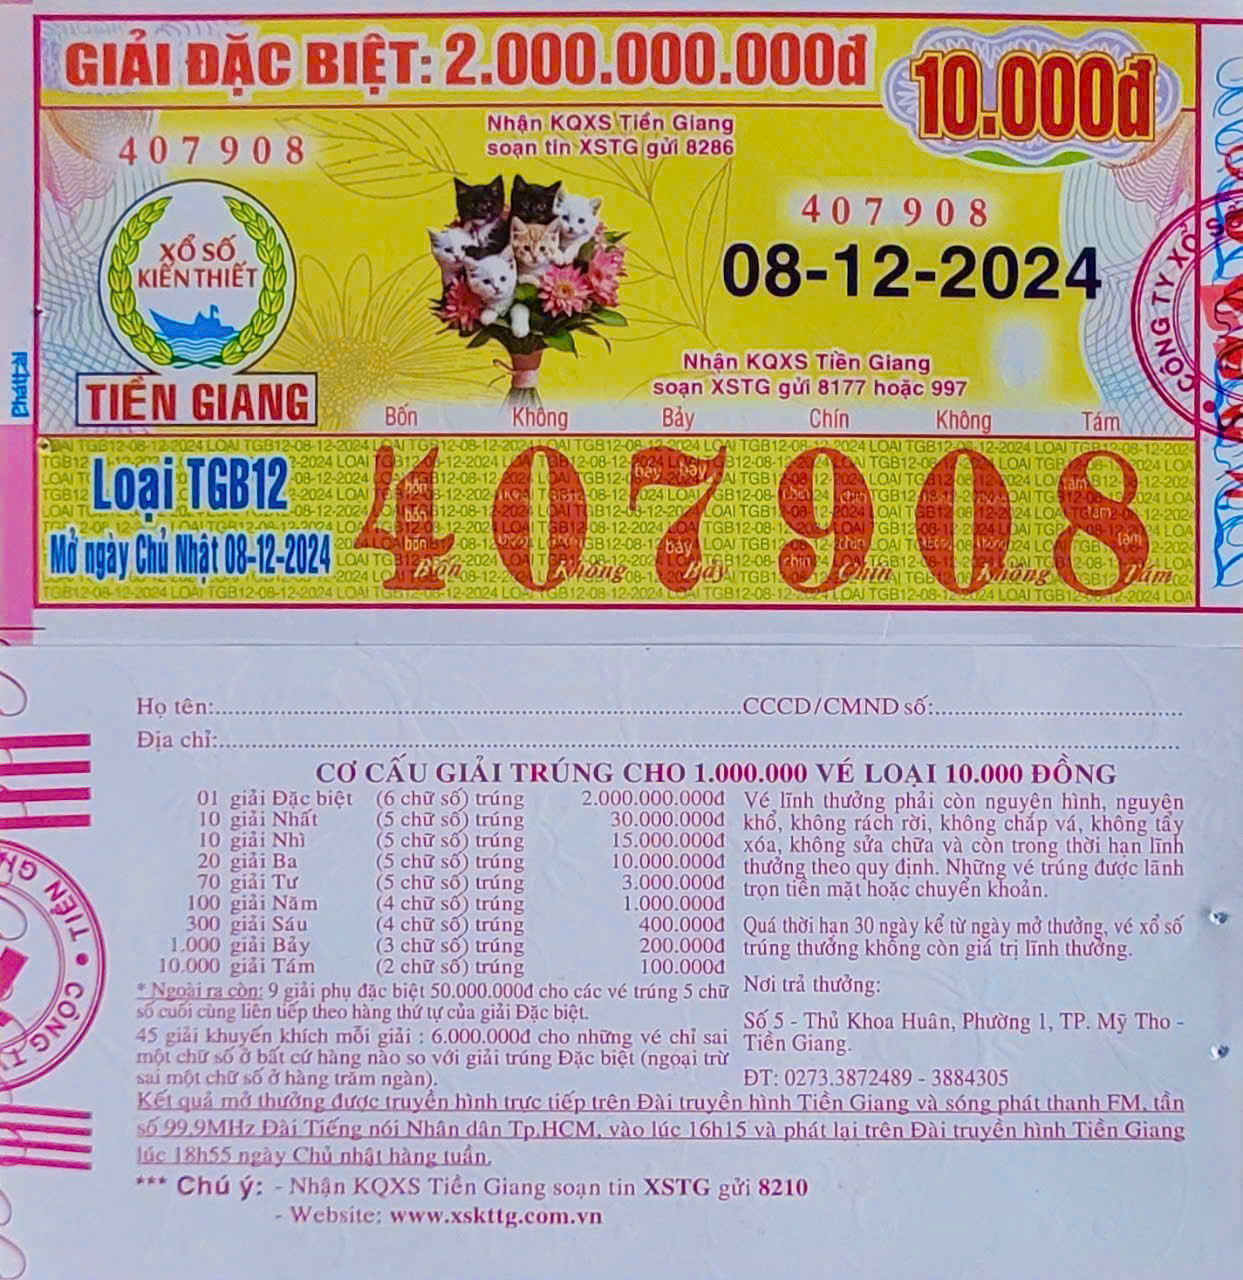 GIẢI ĐẶC BIỆT: 2.000.000.000đ
10.000đ
407908
Nhận KQXS Tiền Giang
soạn tin XSTG gửi 8286
407908
08-12-2024
XỔ SỐ
KIẾN THIẾT
TIỀN GIANG
Nhận KQXS Tiền Giang
soạn XSTG gửi 8177 hoặc 997
CÔNG TY XỔ S
Bốn Không Bảy Chín Không Tám
Loại TGB12
Mở ngày Chủ Nhật 08-12-2024
407908
Bốn Không Bảy Chín Không Tám
Họ tên:........CCCD/CMND số:........
Địa chỉ:........
CƠ CẤU GIẢI TRÚNG CHO 1.000.000 VÉ LOẠI 10.000 ĐỒNG
01 giải Đặc biệt (6 chữ số) trúng 2.000.000.000đ
10 giải Nhất (5 chữ số) trúng 30.000.000đ
10 giải Nhì (5 chữ số) trúng 15.000.000đ
20 giải Ba (5 chữ số) trúng 10.000.000đ
70 giải Tư (5 chữ số) trúng 3.000.000đ
100 giải Năm (4 chữ số) trúng 1.000.000đ
300 giải Sáu (4 chữ số) trúng 400.000đ
1.000 giải Bảy (3 chữ số) trúng 200.000đ
10.000 giải Tám (2 chữ số) trúng 100.000đ
* Ngoài ra còn: 9 giải phụ đặc biệt 50.000.000đ cho các vé trúng 5 chữ
số cuối cùng liên tiếp theo hàng thứ tự của giải Đặc biệt.
45 giải khuyến khích mỗi giải : 6.000.000đ cho những vé chỉ sai
một chữ số ở bất cứ hàng nào so với giải trúng Đặc biệt (ngoại trừ
sai một chữ số ở hàng trăm ngàn).
Vé lĩnh thưởng phải còn nguyên hình, nguyên
khổ, không rách rời, không chắp vá, không tẩy
xóa, không sửa chữa và còn trong thời hạn lĩnh
thưởng theo quy định. Những vé trúng được lãnh
trọn tiền mặt hoặc chuyển khoản.
Quá thời hạn 30 ngày kể từ ngày mở thưởng, vé xổ số
trúng thưởng không còn giá trị lĩnh thưởng.
Nơi trả thưởng:
Số 5 - Thủ Khoa Huân, Phường 1, TP. Mỹ Tho -
Tiền Giang.
ĐT: 0273.3872489 - 3884305
Kết quả mở thưởng được truyền hình trực tiếp trên Đài truyền hình Tiền Giang và sóng phát thanh FM, tần
số 99.9MHz Đài Tiếng nói Nhân dân Tp.HCM, vào lúc 16h15 và phát lại trên Đài truyền hình Tiền Giang
lúc 18h55 ngày Chủ nhật hàng tuần.
*** Chú ý: - Nhận KQXS Tiền Giang soạn tin XSTG gửi 8210
- Website: www.xskttg.com.vn